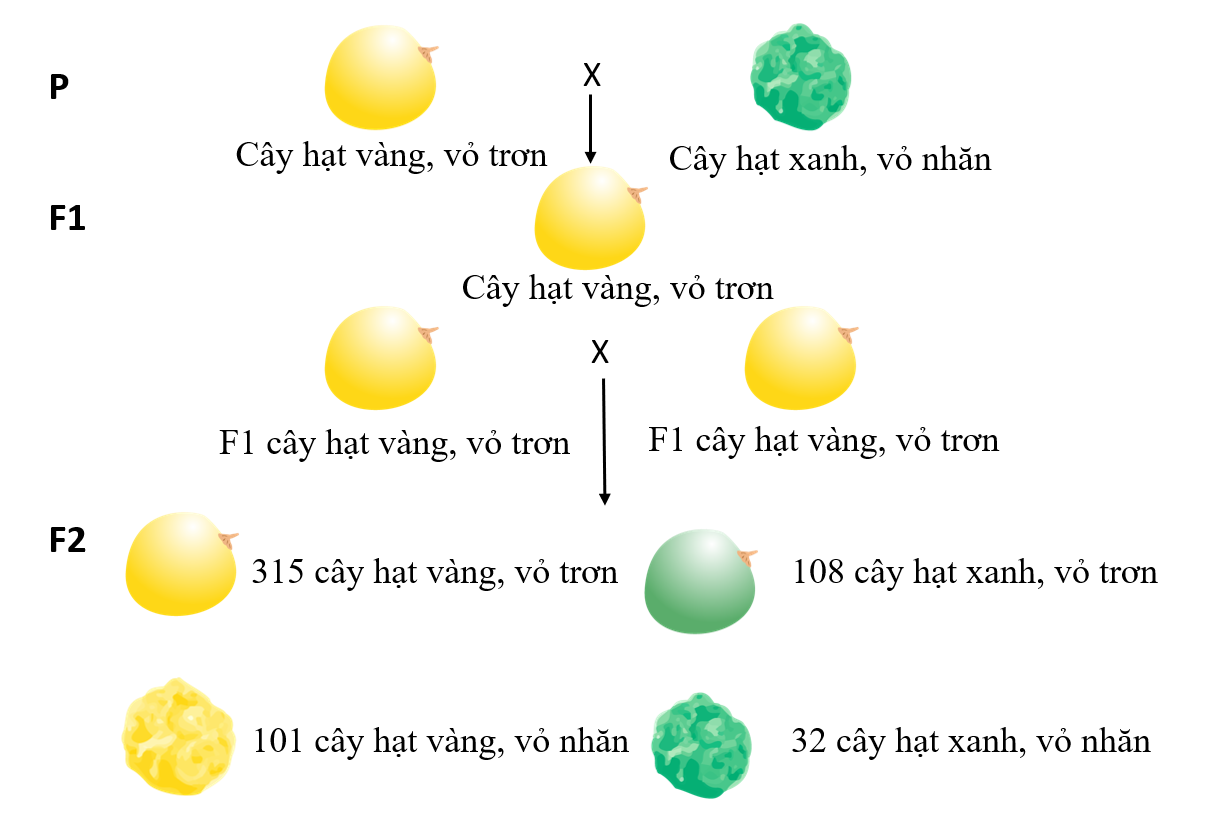 P
X
Cây hạt vàng, vỏ trơn
Cây hạt xanh, vỏ nhăn
F1
Cây hạt vàng, vỏ trơn
X
F1 cây hạt vàng, vỏ trơn
F1 cây hạt vàng, vỏ trơn
F2
315 cây hạt vàng, vỏ trơn
108 cây hạt xanh, vỏ trơn
101 cây hạt vàng, vỏ nhăn
32 cây hạt xanh, vỏ nhăn